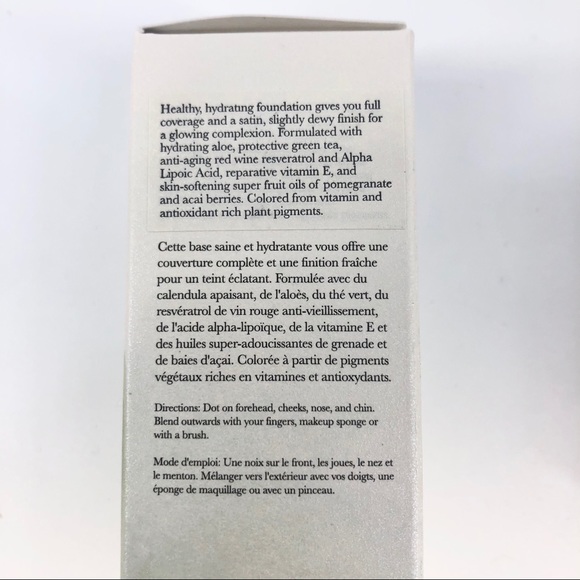 Healthy, hydrating foundation gives you full
coverage and a satin, slightly dewy finish for
a glowing complexion. Formulated with
hydrating aloe, protective green tea,
anti-aging red wine resveratrol and Alpha
Lipoic Acid, reparative vitamin E, and
skin-softening super fruit oils of pomegranate
and acai berries. Colored from vitamin and
antioxidant rich plant pigments.
Cette base saine et hydratante vous offre une
couverture complète et une finition fraîche
pour un teint éclatant. Formulée avec du
calendula apaisant, de l'aloès, du thé vert, du
resvératrol de vin rouge anti-vieillissement,
de l'acide alpha-lipoïque, de la vitamine E et
des huiles super-adoucissantes de grenade et
de baies d'açai. Colorée à partir de pigments
végétaux riches en vitamines et antioxydants.
Directions: Dot on forehead, cheeks, nose, and chin.
Blend outwards with your fingers, makeup sponge or
with a brush.
Mode d'emploi: Une noix sur le front, les joues, le nez et
le menton. Mélanger vers l'extérieur avec vos doigts, une
éponge de maquillage ou avec un pinceau.